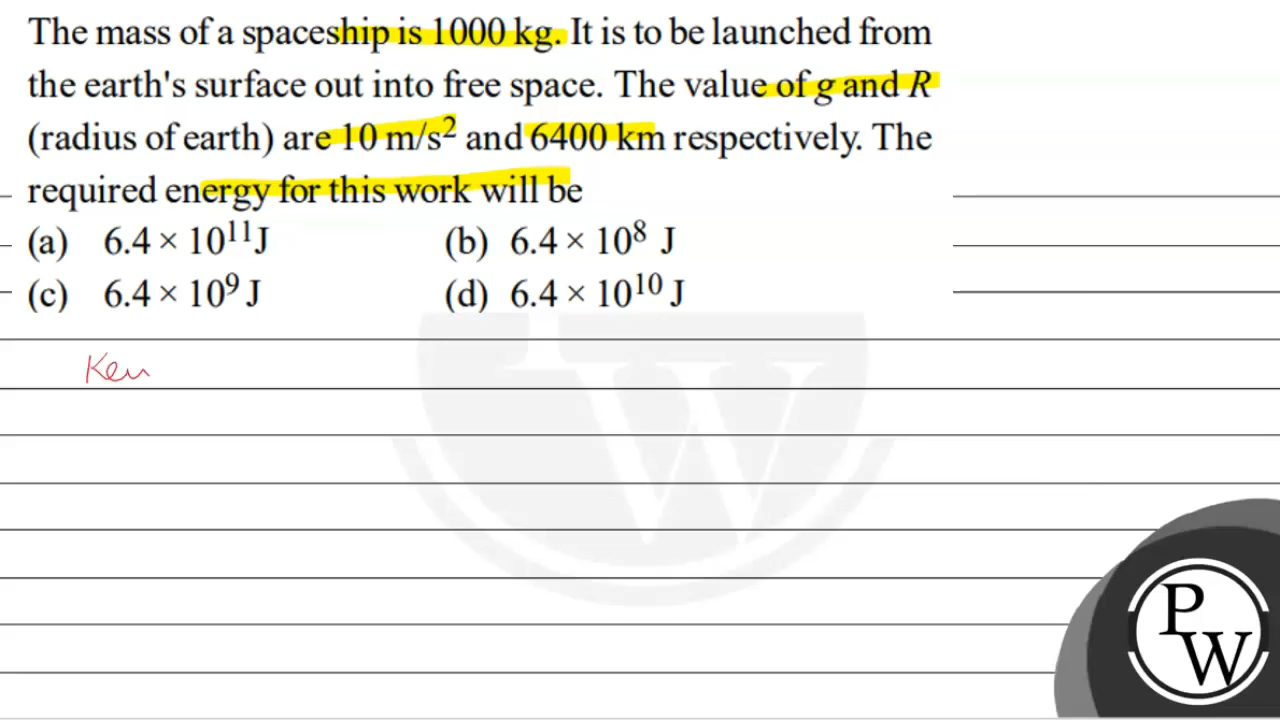 The mass of a spaceship is 1000 kg. It is to be launched from
the earth's surface out into free space. The value of g and R
(radius of earth) are 10 m/s² and 6400 km respectively. The
required energy for this work will be
(a) 6.4 × 10¹¹ J (b) 6.4 × 10⁸ J
(c) 6.4 × 10⁹ J (d) 6.4 × 10¹⁰ J
PW